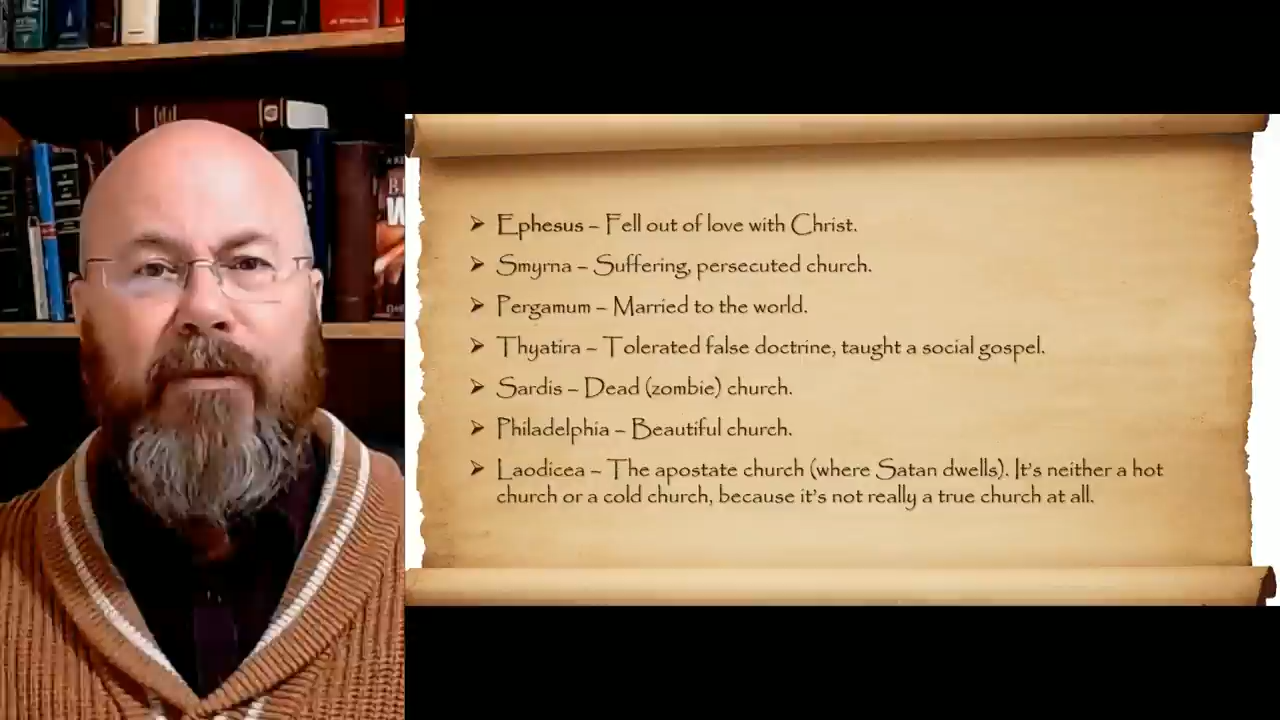 Ephesus – Fell out of love with Christ.
Smyrna – Suffering, persecuted church.
Pergamum – Married to the world.
Thyatira – Tolerated false doctrine, taught a social gospel.
Sardis – Dead (zombie) church.
Philadelphia – Beautiful church.
Laodicea – The apostate church (where Satan dwells). It's neither a hot
church or a cold church, because it's not really a true church at all.